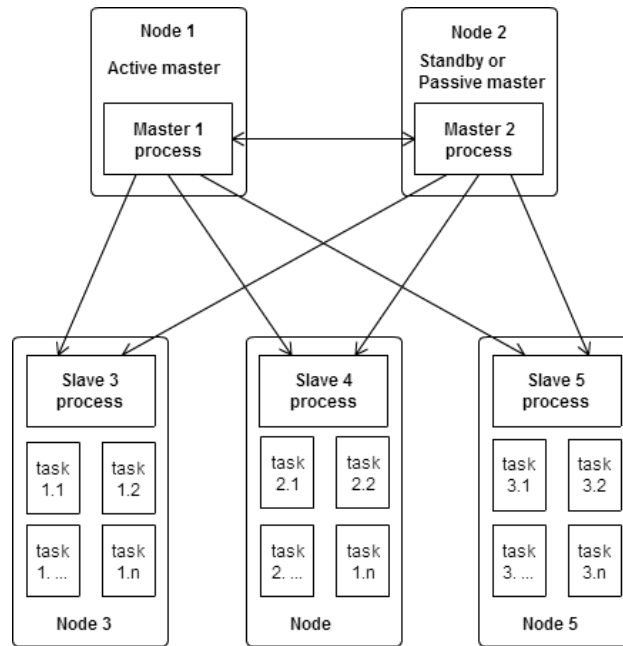 Node 1
Active master
Master 1
process
Node 2
Standby or
Passive master
Master 2
process
Slave 3
process
task
1.1
task
1.2
task
1. ...
task
1.n
Node 3
Slave 4
process
task
2.1
task
2.2
task
2. ...
task
1.n
Node
Slave 5
process
task
3.1
task
3.2
task
3. ...
task
3.n
Node 5